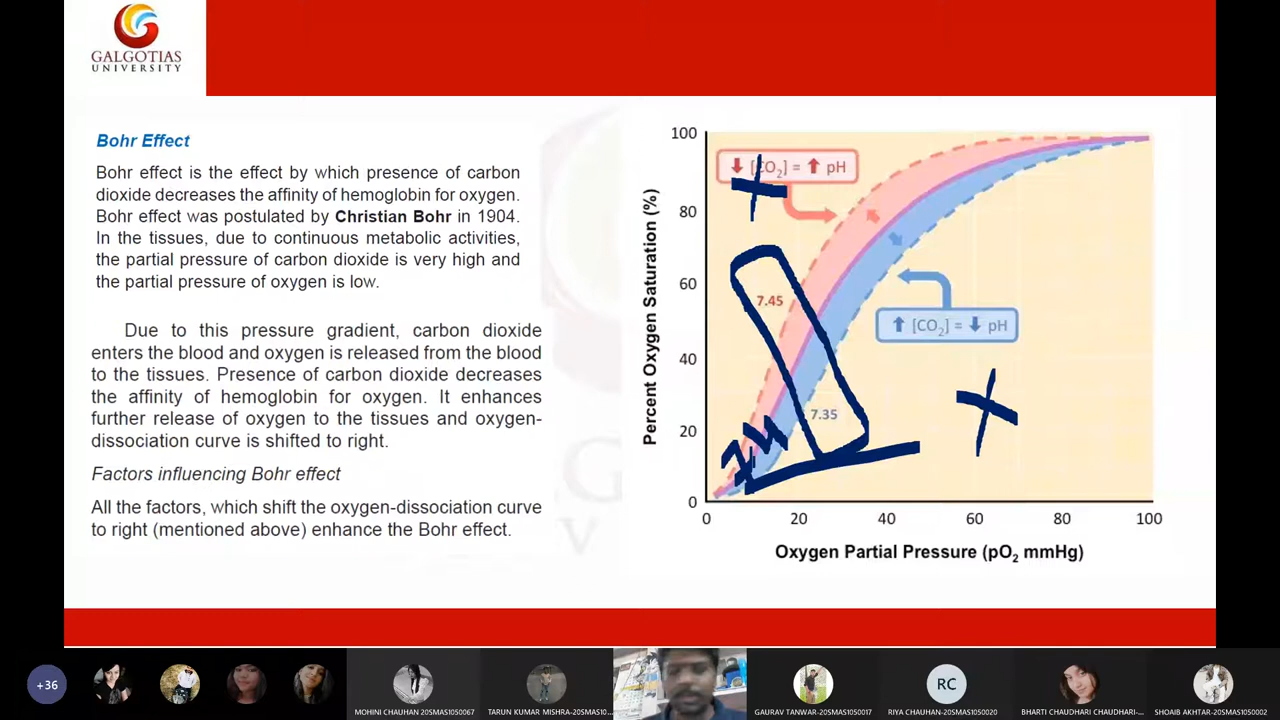 GALGOTIAS
UNIVERSITY
Bohr Effect
Bohr effect is the effect by which presence of carbon
dioxide decreases the affinity of hemoglobin for oxygen.
Bohr effect was postulated by Christian Bohr in 1904.
In the tissues, due to continuous metabolic activities,
the partial pressure of carbon dioxide is very high and
the partial pressure of oxygen is low.
Due to this pressure gradient, carbon dioxide
enters the blood and oxygen is released from the blood
to the tissues. Presence of carbon dioxide decreases
the affinity of hemoglobin for oxygen. It enhances
further release of oxygen to the tissues and oxygen-
dissociation curve is shifted to right.
Factors influencing Bohr effect
All the factors, which shift the oxygen-dissociation curve
to right (mentioned above) enhance the Bohr effect.
Percent Oxygen Saturation (%)
100
80
60
40
20
0
↓ [CO₂] = ↑ pH
7.45
↑ [CO₂] = ↓ pH
7.35
0 20 40 60 80 100
Oxygen Partial Pressure (pO₂ mmHg)
+36
MOHINI CHAUHAN 20SMAS1050067
TARUN KUMAR MISHRA-20SMAS10...
GAURAV TANWAR-20SMAS1050017
RC
RIYA CHAUHAN-20SMAS1050020
BHARTI CHAUDHARI CHAUDHARI-...
SHOAIB AKHTAR-20SMAS1050002